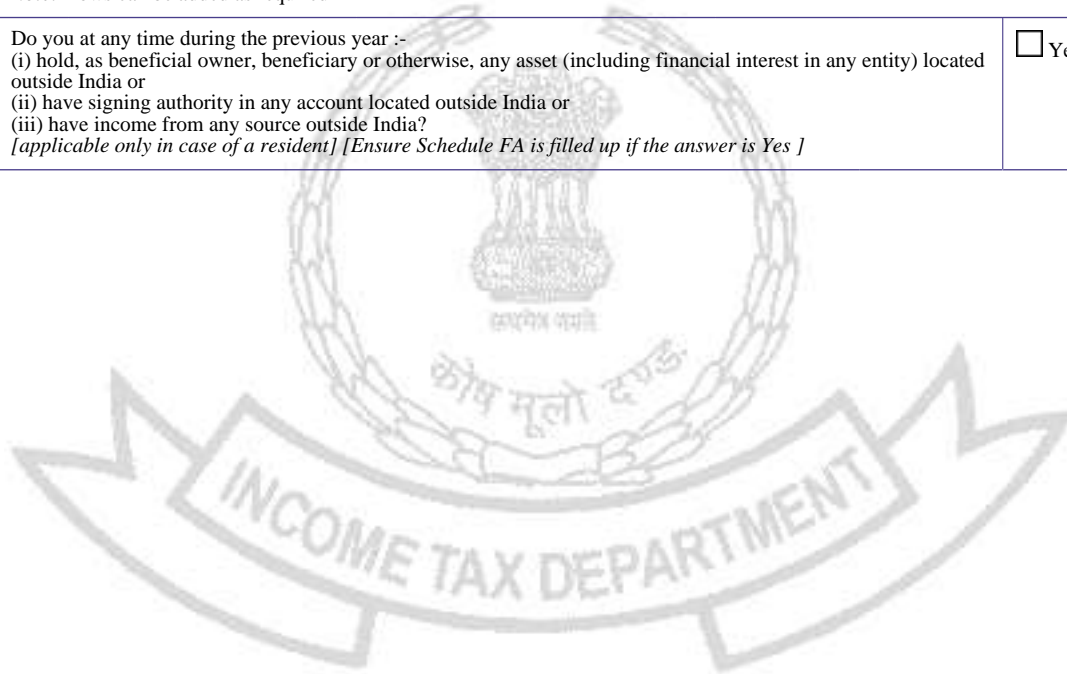 Do you at any time during the previous year :-
(i) hold, as beneficial owner, beneficiary or otherwise, any asset (including financial interest in any entity) located
outside India or
(ii) have signing authority in any account located outside India or
(iii) have income from any source outside India?
[applicable only in case of a resident] [Ensure Schedule FA is filled up if the answer is Yes ]
Ye
कोष मूलो दण्ड:
INCOME TAX DEPARTMENT